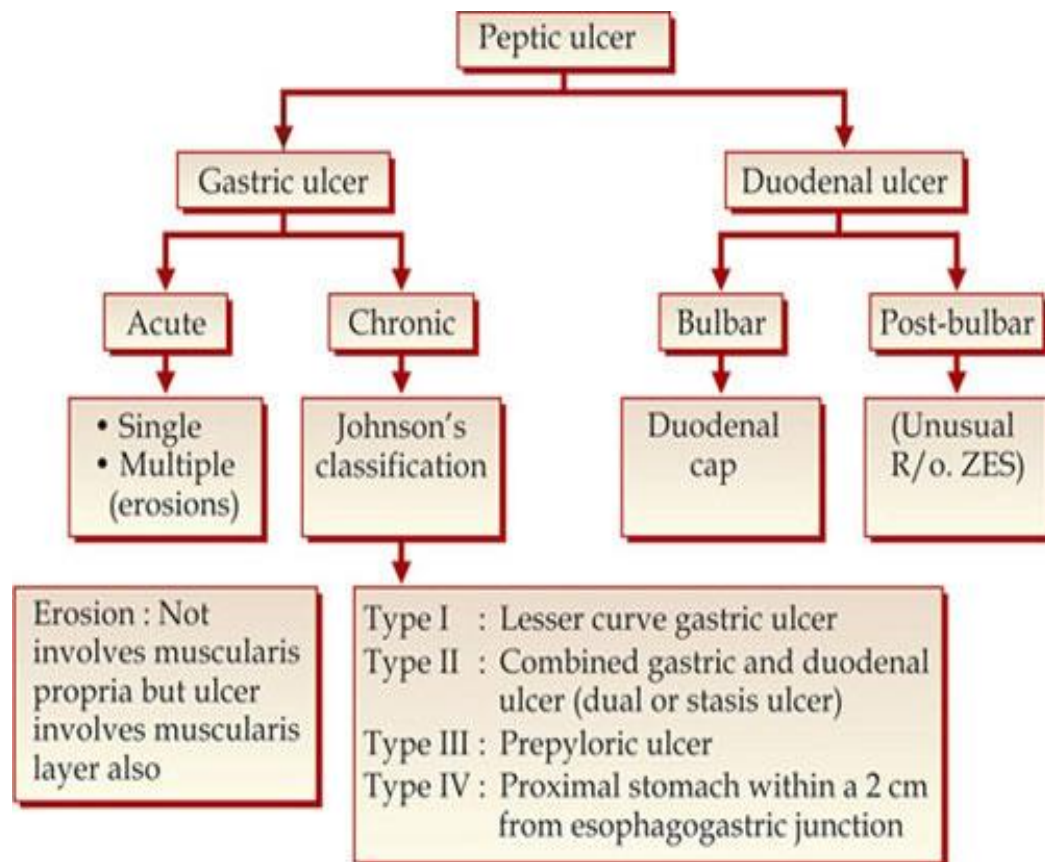 Peptic ulcer
Gastric ulcer
Duodenal ulcer
Acute
Chronic
Bulbar
Post-bulbar
• Single
• Multiple
(erosions)
Johnson's
classification
Duodenal
cap
(Unusual
R/o. ZES)
Erosion : Not
involves muscularis
propria but ulcer
involves muscularis
layer also
Type I : Lesser curve gastric ulcer
Type II : Combined gastric and duodenal
ulcer (dual or stasis ulcer)
Type III : Prepyloric ulcer
Type IV : Proximal stomach within a 2 cm
from esophagogastric junction